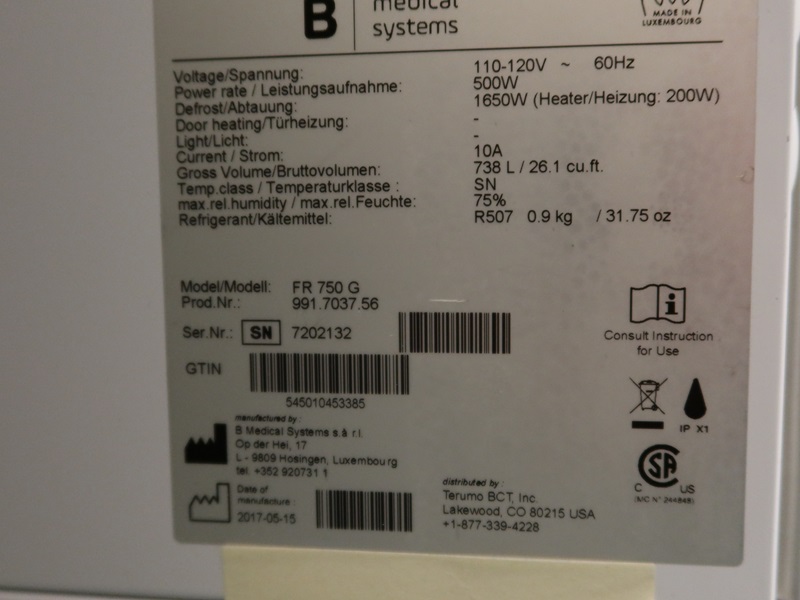 B
medical
systems
MADE IN
LUXEMBOURG
Voltage/Spannung: 110-120V ~ 60Hz
Power rate / Leistungsaufnahme: 500W
Defrost/Abtauung: 1650W (Heater/Heizung: 200W)
Door heating/Türheizung: -
Light/Licht: -
Current / Strom: 10A
Gross Volume/Bruttovolumen: 738 L / 26.1 cu.ft.
Temp.class / Temperaturklasse : SN
max.rel.humidity / max.rel.Feuchte: 75%
Refrigerant/Kältemittel: R507 0.9 kg / 31.75 oz
Model/Modell: FR 750 G
Prod.Nr.: 991.7037.56
Ser.Nr.: SN 7202132
GTIN
545010453385
Consult Instruction
for Use
IP X1
manufactured by :
B Medical Systems s.à r.l.
Op der Hei, 17
L - 9809 Hosingen, Luxembourg
tel. +352 920731 1
Date of
manufacture :
2017-05-15
distributed by :
Terumo BCT, Inc.
Lakewood, CO 80215 USA
+1-877-339-4228
SA
C US
(MC N° 244848)